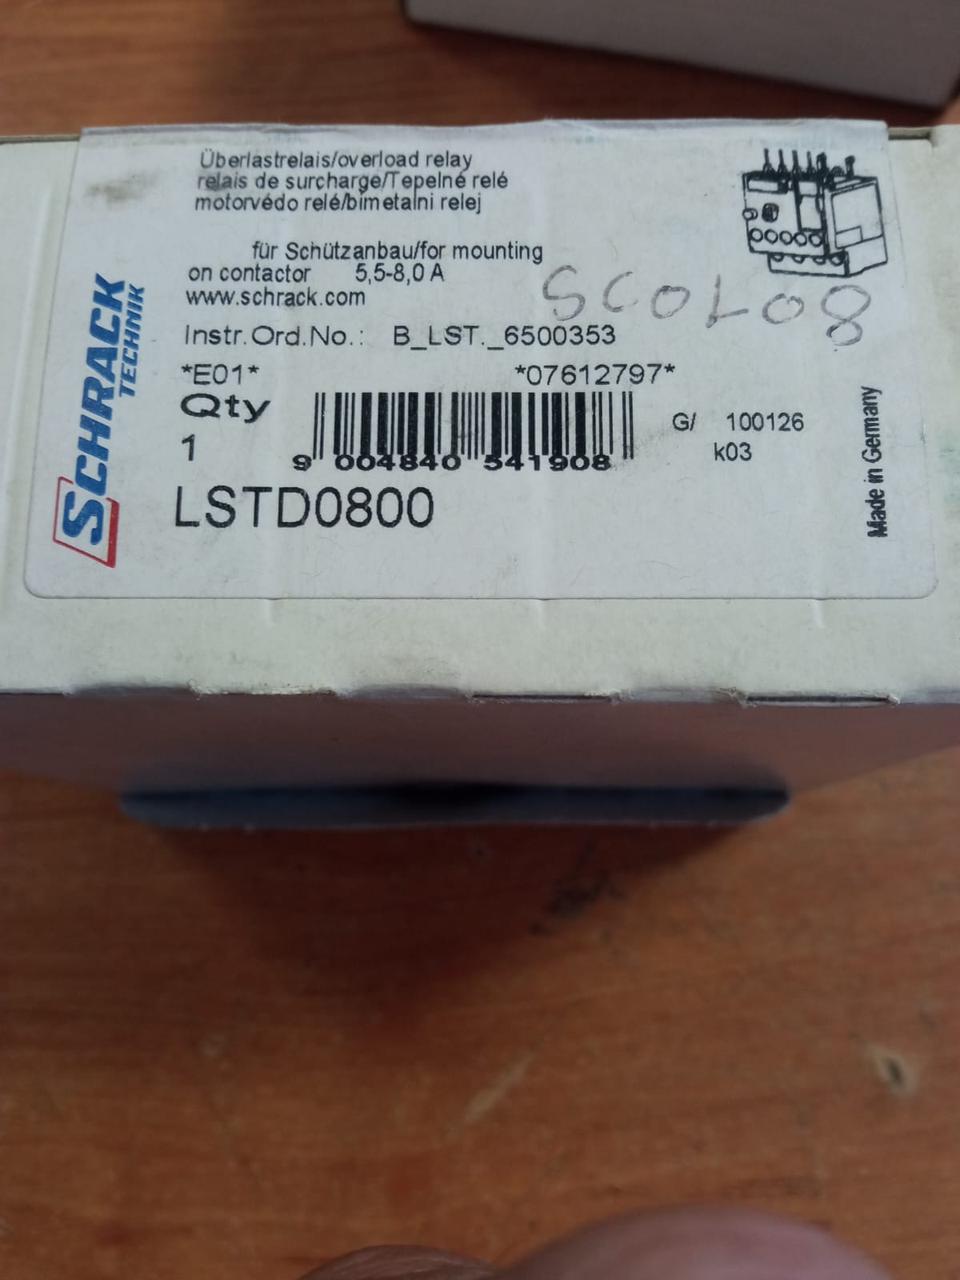 Überlastrelais/overload relay
relais de surcharge/Tepelné relé
motorvédo relé/bimetalni relej
für Schützanbau/for mounting
on contactor 5,5-8,0 A
www.schrack.com
SCOL08
Instr.Ord.No.: B_LST._6500353
*E01* *07612797*
Qty
1
9 004840 541908
G/ 100126
k03
LSTD0800
SCHRACK
TECHNIK
Made in Germany